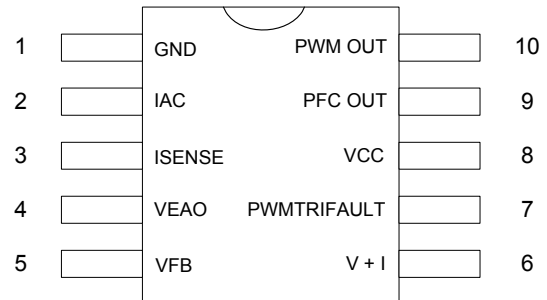 1 GND PWM OUT 10
2 IAC PFC OUT 9
3 ISENSE VCC 8
4 VEAO PWMTRIFAULT 7
5 VFB V + I 6